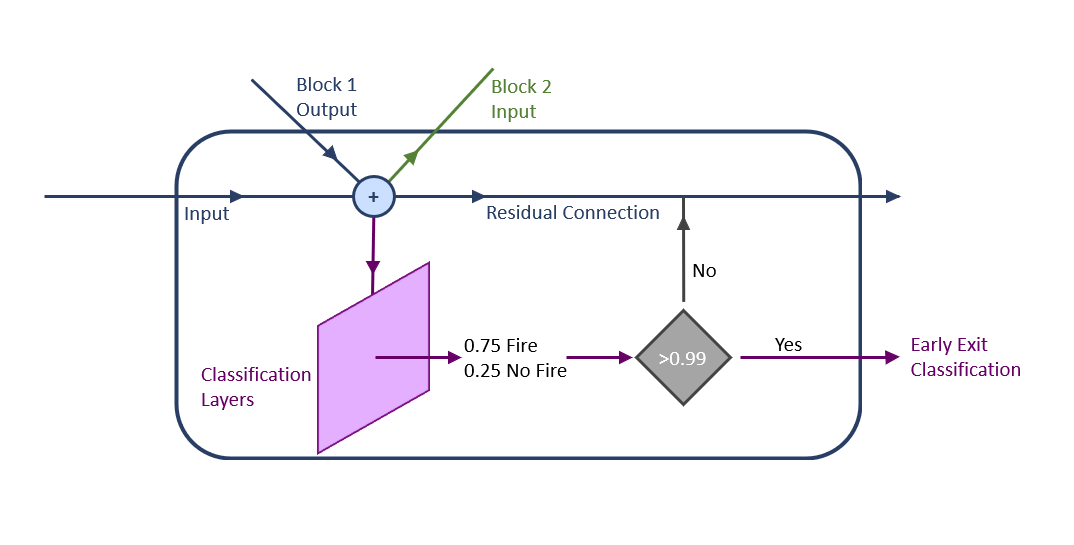 Block 1
Output
Block 2
Input
+
Input
Residual Connection
No
0.75 Fire
0.25 No Fire
>0.99
Yes
Early Exit
Classification
Classification
Layers